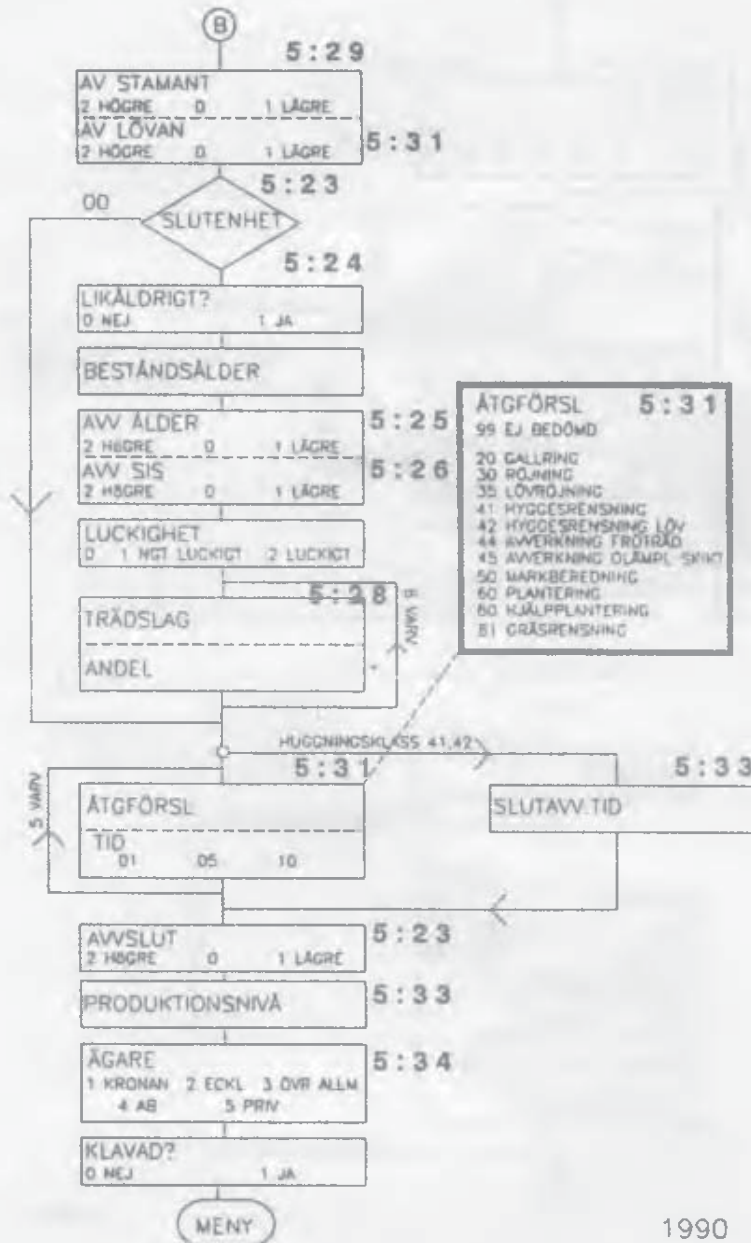 B
5:29
AV STAMANT
2 HÖGRE 0 1 LÄGRE
AV LÖVAN
2 HÖGRE 0 1 LÄGRE
5:31
5:23
00
SLUTENHET
5:24
LIKÅLDRIGT?
0 NEJ 1 JA
BESTÅNDSÅLDER
AVV ÅLDER
2 HÖGRE 0 1 LÄGRE
5:25
AVV SIS
2 HÖGRE 0 1 LÄGRE
5:26
LUCKIGHET
0 1 NGT LUCKIGT 2 LUCKIGT
5:28
8 VARV
TRÄDSLAG
ANDEL
ÅTGFÖRSL 5:31
99 EJ BEDÖMD
20 GALLRING
30 RÖJNING
35 LÖVRÖJNING
41 HYGGESRENSNING
42 HYGGESRENSNING LÖV
44 AVVERKNING FRÖTRÄD
45 AVVERKNING OLÄMPL SKIKT
50 MARKBEREDNING
60 PLANTERING
80 HJÄLPPLANTERING
81 GRÄSRENSNING
HUGGNINGSKLASS 41,42
5:31
5 VARV
ÅTGFÖRSL
TID
01 05 10
5:33
SLUTAVV.TID
AVVSLUT
2 HÖGRE 0 1 LÄGRE
5:23
PRODUKTIONSNIVÅ
5:33
ÄGARE
1 KRONAN 2 ECKL 3 ÖVR ALLM
4 AB 5 PRIV
5:34
KLAVAD?
0 NEJ 1 JA
MENY
1990